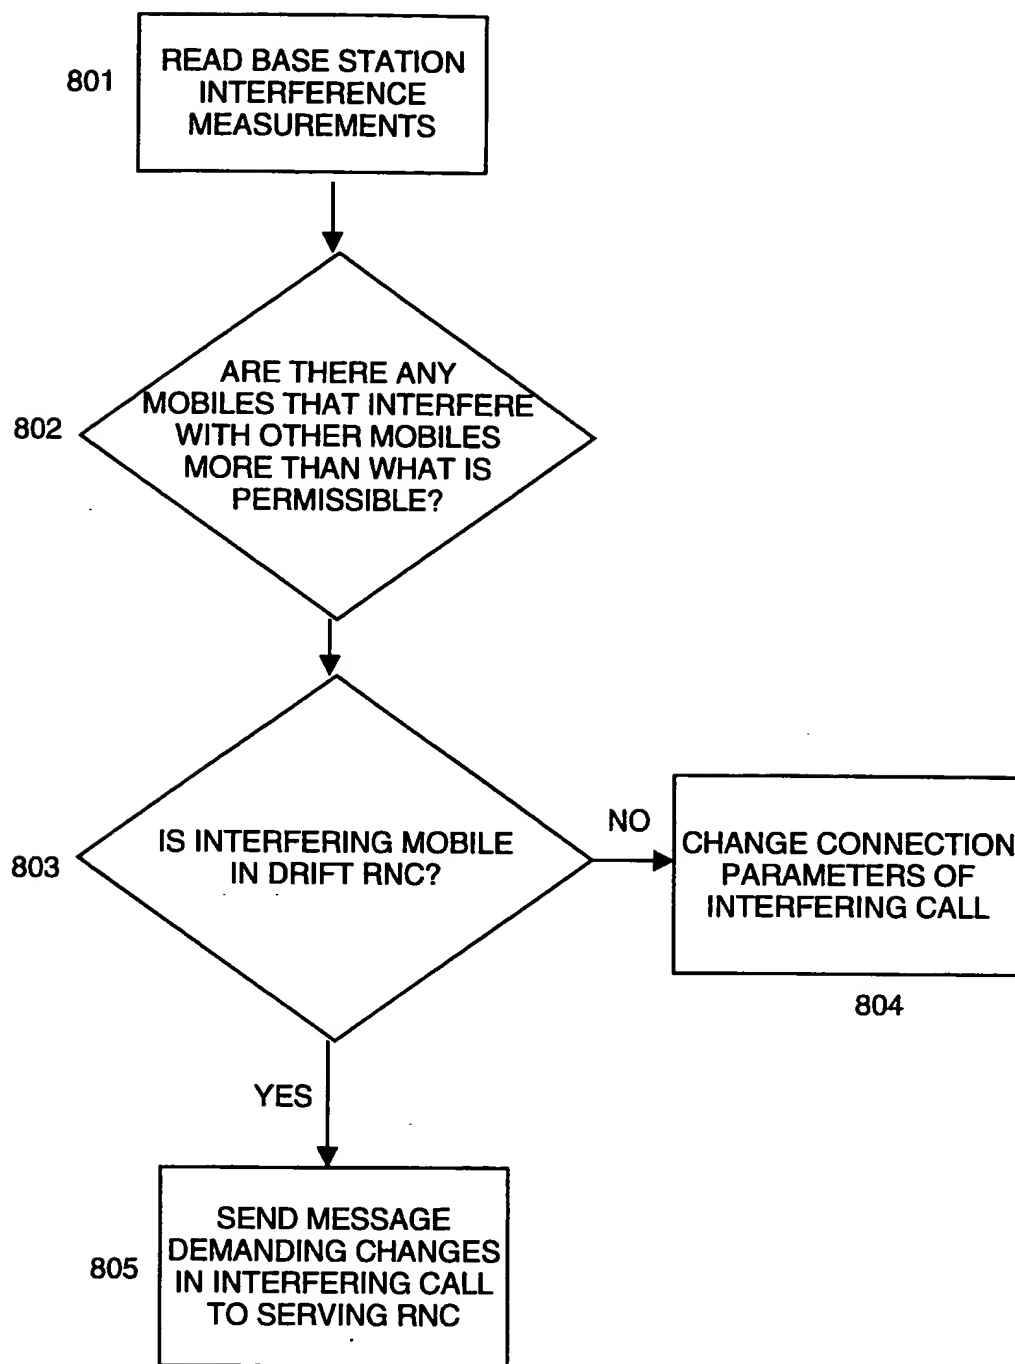 801
READ BASE STATION
INTERFERENCE
MEASUREMENTS
802
ARE THERE ANY
MOBILES THAT INTERFERE
WITH OTHER MOBILES
MORE THAN WHAT IS
PERMISSIBLE?
803
IS INTERFERING MOBILE
IN DRIFT RNC?
NO
CHANGE CONNECTION
PARAMETERS OF
INTERFERING CALL
804
YES
805
SEND MESSAGE
DEMANDING CHANGES
IN INTERFERING CALL
TO SERVING RNC